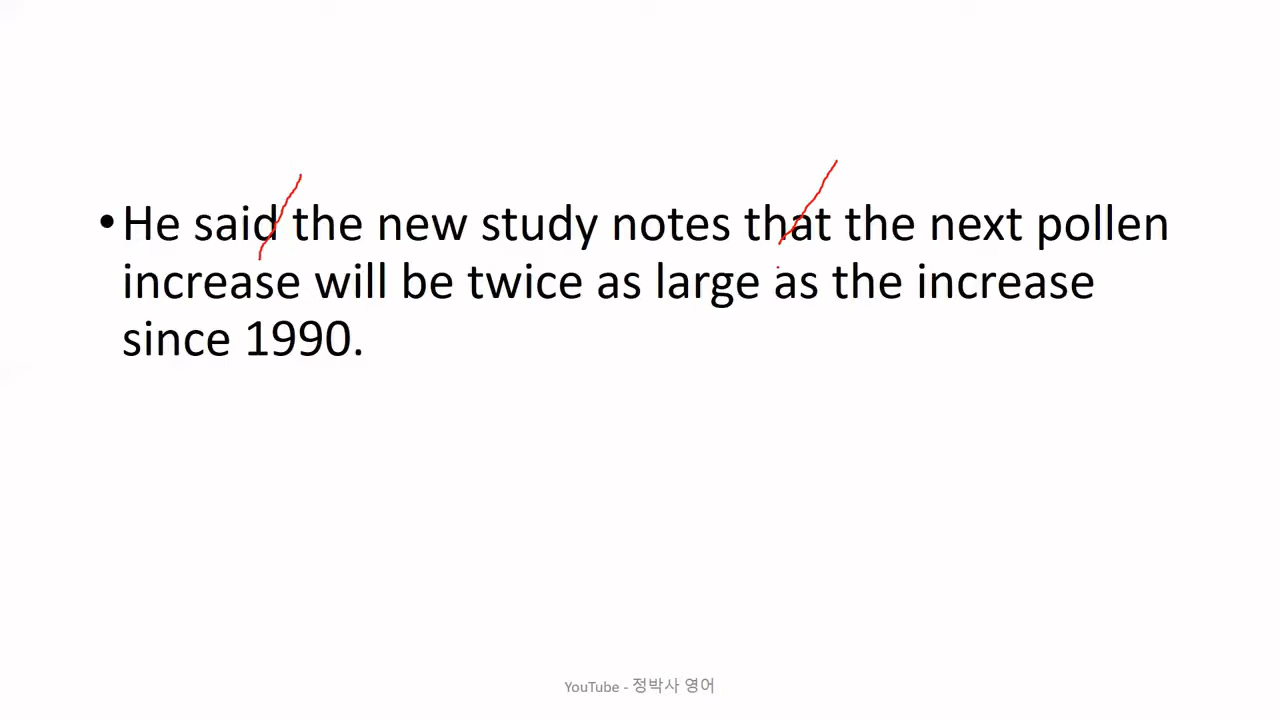 •He said the new study notes that the next pollen
increase will be twice as large as the increase
since 1990.
YouTube - 정박사 영어